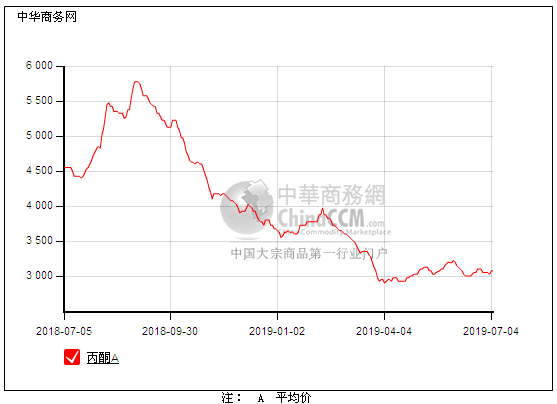 中华商务网
6 000
5 500
5 000
4 500
4 000
3 500
3 000
中華商務網
ChinaCCM.com
China Commodity Marketplace
中国大宗商品第一行业门户
2018-07-05 2018-09-30 2019-01-02 2019-04-04 2019-07-04
丙酮A
注： A 平均价